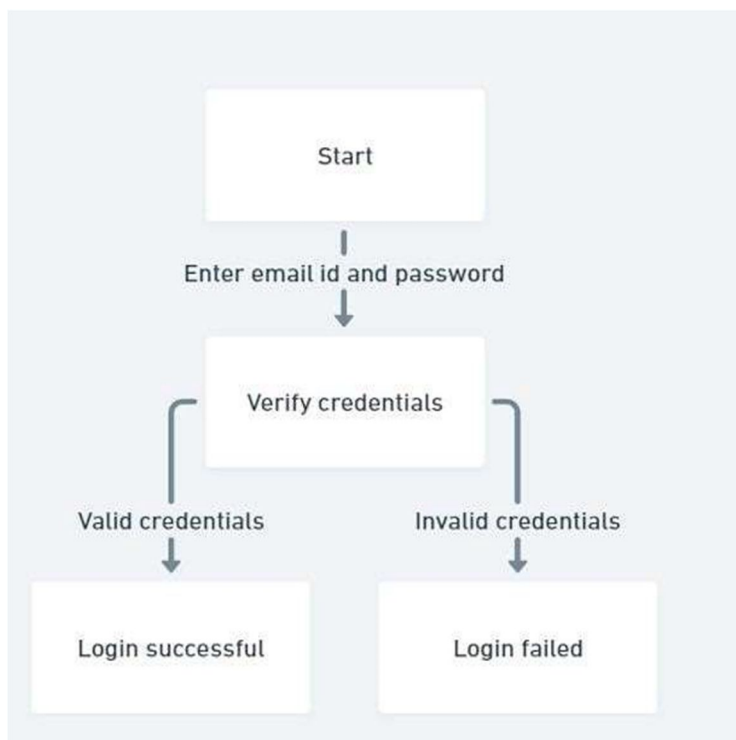 Start
Enter email id and password
Verify credentials
Valid credentials
Invalid credentials
Login successful
Login failed